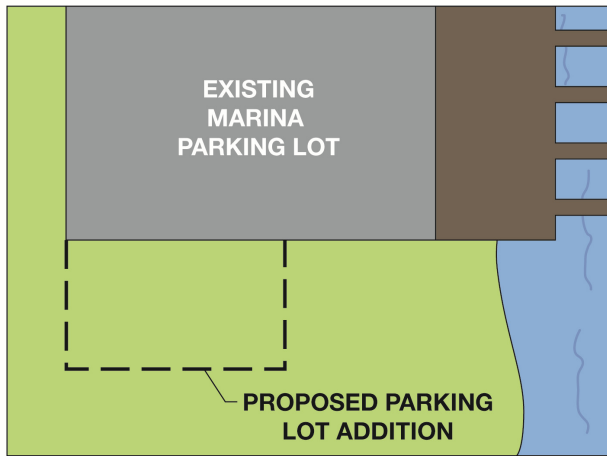 EXISTING
MARINA
PARKING LOT
PROPOSED PARKING
LOT ADDITION